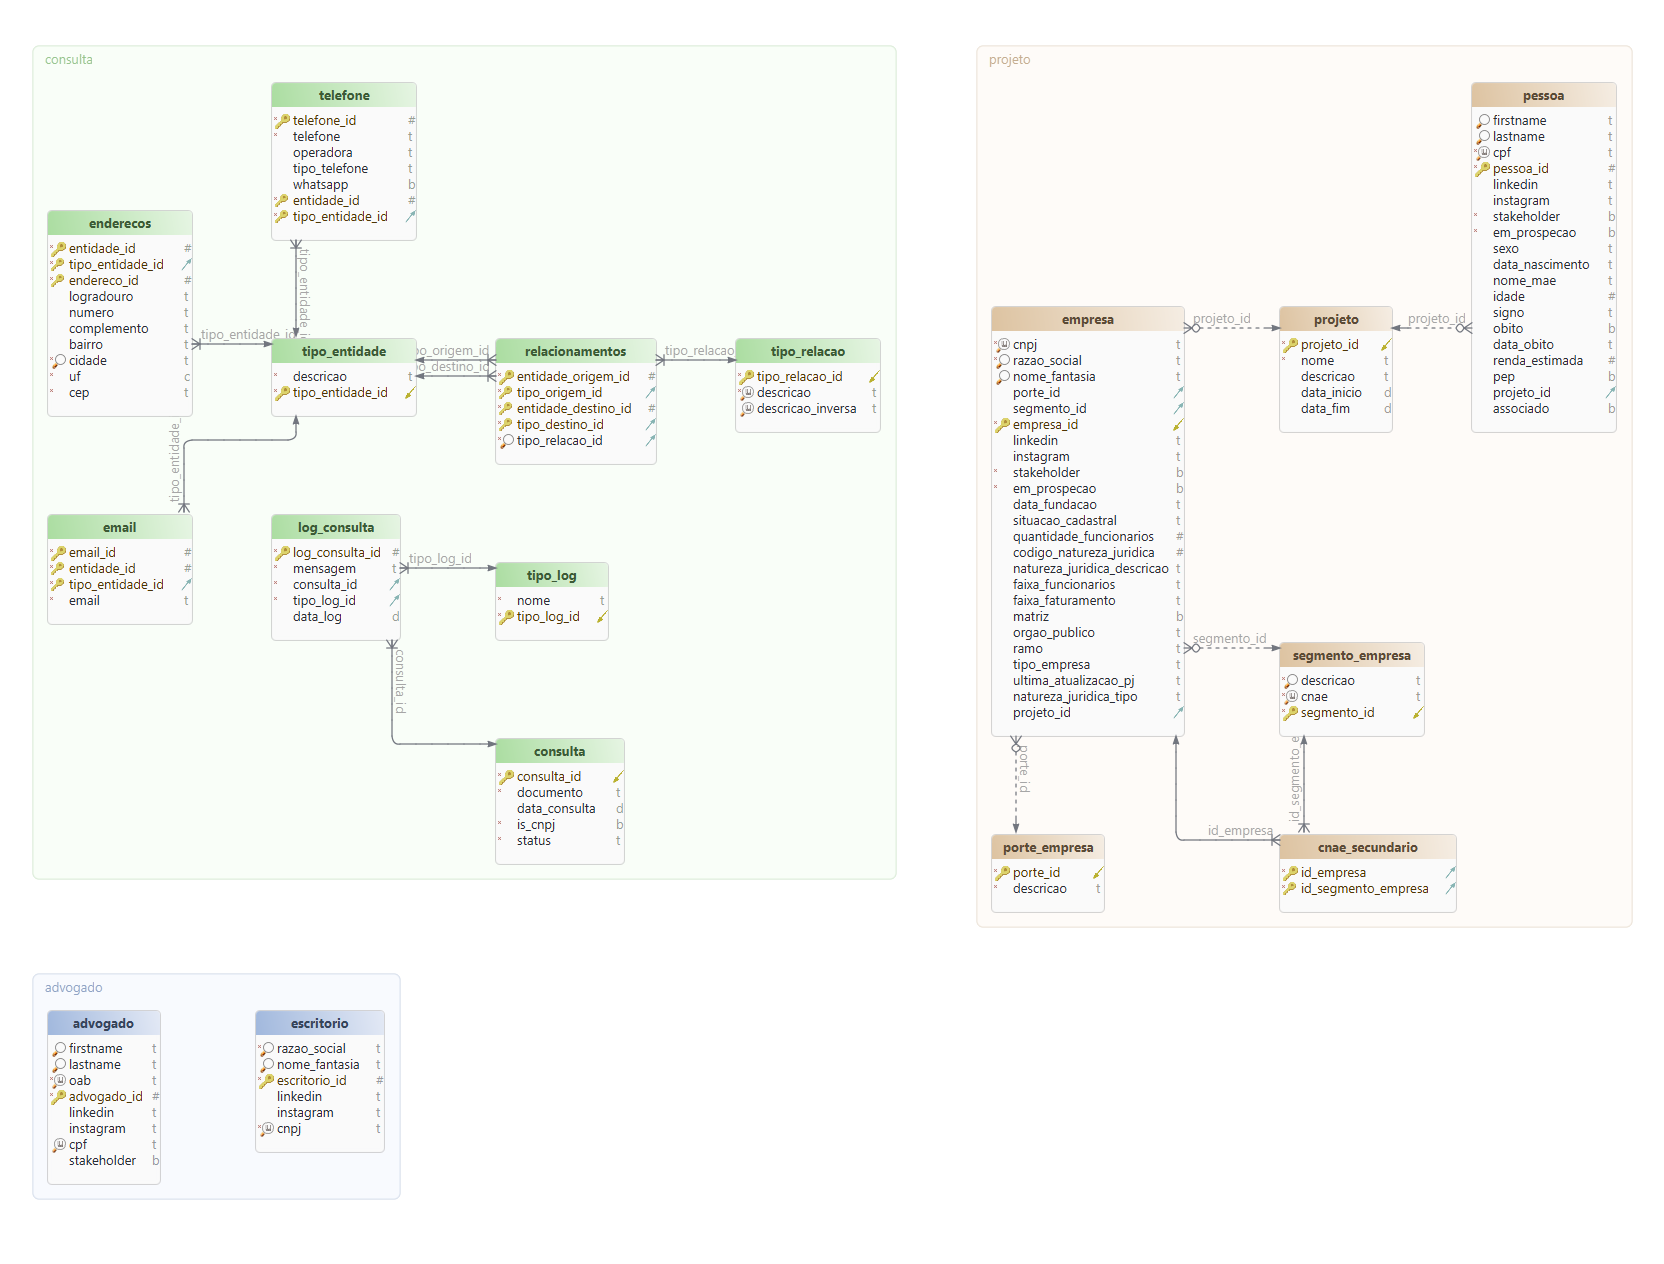 consulta
telefone
telefone_id #
telefone t
operadora t
tipo_telefone t
whatsapp b
entidade_id #
tipo_entidade_id
enderecos
entidade_id #
tipo_entidade_id
endereco_id #
logradouro t
numero t
complemento t
bairro t
cidade t
uf c
cep t
tipo_entidade_i
tipo_entidade_id
tipo_entidade
descricao t
tipo_entidade_id
po_origem_id
po_destino_id
relacionamentos
entidade_origem_id #
tipo_origem_id
entidade_destino_id #
tipo_destino_id
tipo_relacao_id
tipo_relacao
tipo_relacao
tipo_relacao_id
descricao t
descricao_inversa t
tipo_entidade_
email
email_id #
entidade_id #
tipo_entidade_id
email t
log_consulta
log_consulta_id #
mensagem t
consulta_id
tipo_log_id
data_log d
tipo_log_id
tipo_log
nome t
tipo_log_id
consulta_id
consulta
consulta_id
documento t
data_consulta d
is_cnpj b
status t
projeto
pessoa
firstname t
lastname t
cpf t
pessoa_id #
linkedin t
instagram t
stakeholder b
em_prospecao b
sexo t
data_nascimento t
nome_mae t
idade #
signo t
obito b
data_obito t
renda_estimada #
pep b
projeto_id
associado b
empresa
cnpj t
razao_social t
nome_fantasia t
porte_id
segmento_id
empresa_id
linkedin t
instagram t
stakeholder b
em_prospecao b
data_fundacao t
situacao_cadastral t
quantidade_funcionarios #
codigo_natureza_juridica #
natureza_juridica_descricao t
faixa_funcionarios t
faixa_faturamento t
matriz b
orgao_publico t
ramo t
tipo_empresa t
ultima_atualizacao_pj t
natureza_juridica_tipo t
projeto_id
projeto_id
projeto
projeto_id
nome t
descricao t
data_inicio d
data_fim d
projeto_id
segmento_id
segmento_empresa
descricao t
cnae t
segmento_id
porte_id
id_segmento_e
id_empresa
porte_empresa
porte_id
descricao t
cnae_secundario
id_empresa
id_segmento_empresa
advogado
advogado
firstname t
lastname t
oab t
advogado_id #
linkedin t
instagram t
cpf t
stakeholder b
escritorio
razao_social t
nome_fantasia t
escritorio_id #
linkedin t
instagram t
cnpj t